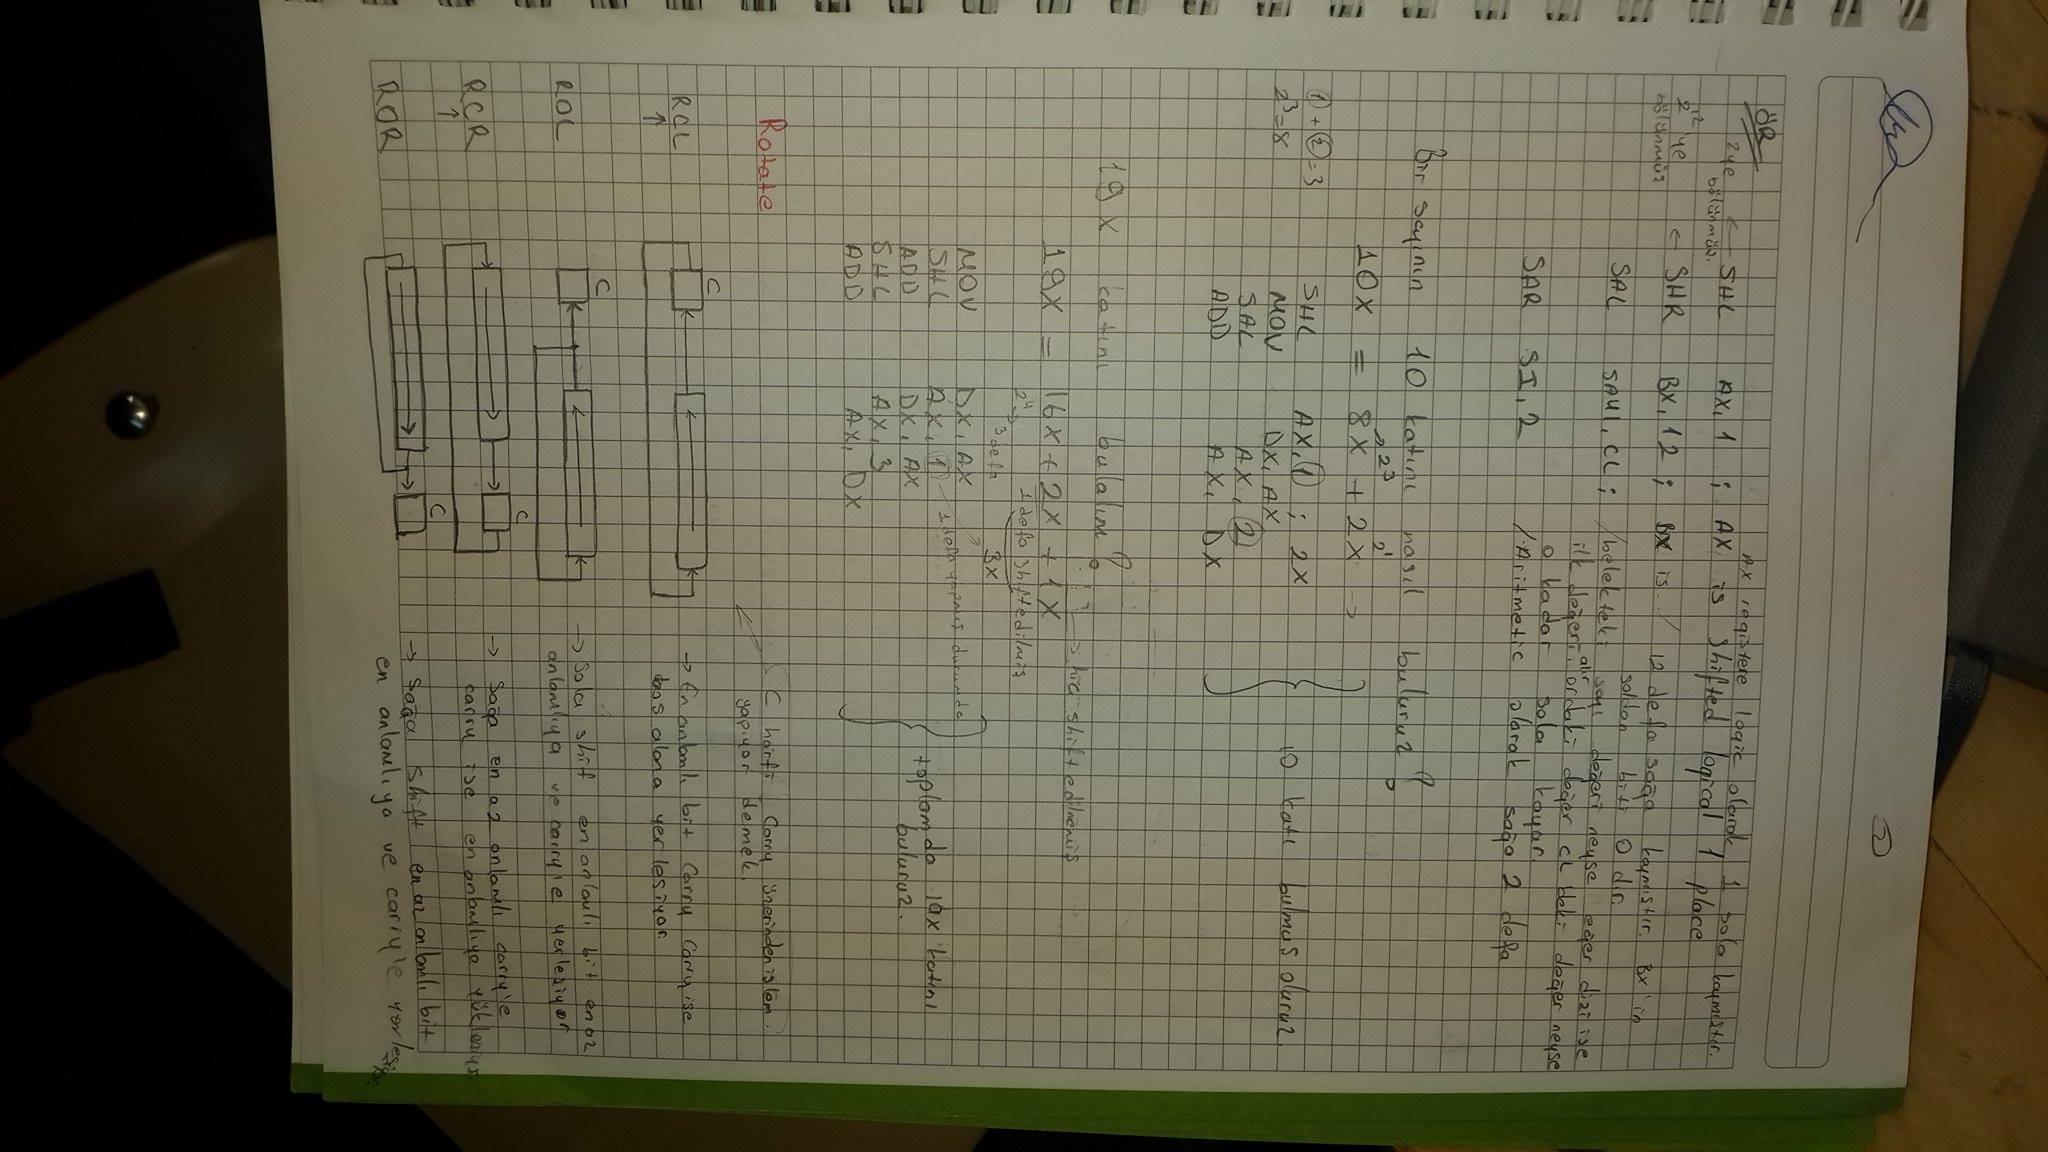 2
ÖR
AX registere logic olarak 1 sola kaymıştır.
2ye bölünmüş. ← SHL AX, 1 ; AX is shifted logical 1 place
2^12 'ye bölünmüş ← SHR BX, 12 ; BX is / 12 defa sağa kaymıştır. BX'in
soldan biti 0 dır.
SAL SAU1, CL ; /bellekteki sayı değeri neyse eğer dizi ise
ilk değeri alır ordaki değer CL deki değer neyse
o kadar sola kayar
SAR SI, 2 /Aritmetic olarak sağa 2 defa
Bir sayının 10 katını nasıl buluruz?
→2^3 2^1
10X = 8X + 2X →
①+②=3 SHL AX, ① ; 2X
2^3=8 MOV DX, AX
10 katı bulmuş oluruz
SAL AX, ②
ADD AX, DX
19X katını bulalım?
→ hiç shift edilmemiş
19X = 16X + 2X + 1X
2^4→ 3 defa 1 defa shift edilmiş
3X
MOV DX, AX
SHL AX, ① 1 defa yapmış durumda
ADD DX, AX
toplamda 19x katını
buluruz.
SHL AX, 3
ADD AX, DX
Rotate
C harfi Carry üzerinden işlem
yapıyor demek
C
RCL → En anlamlı bit Carry Carry ise
boş alana yerleşiyor.
C
ROL → Sola shift en anlamlı bit en az
anlamlıya ve carry'e yerleşiyor
C
RCR → Sağa en az anlamlı carry'e
carry ise en anlamlıya yükleniyor
C
ROR → Sağa shift en az anlamlı bit
en anlamlıya ve carry'e yerleşiyor.